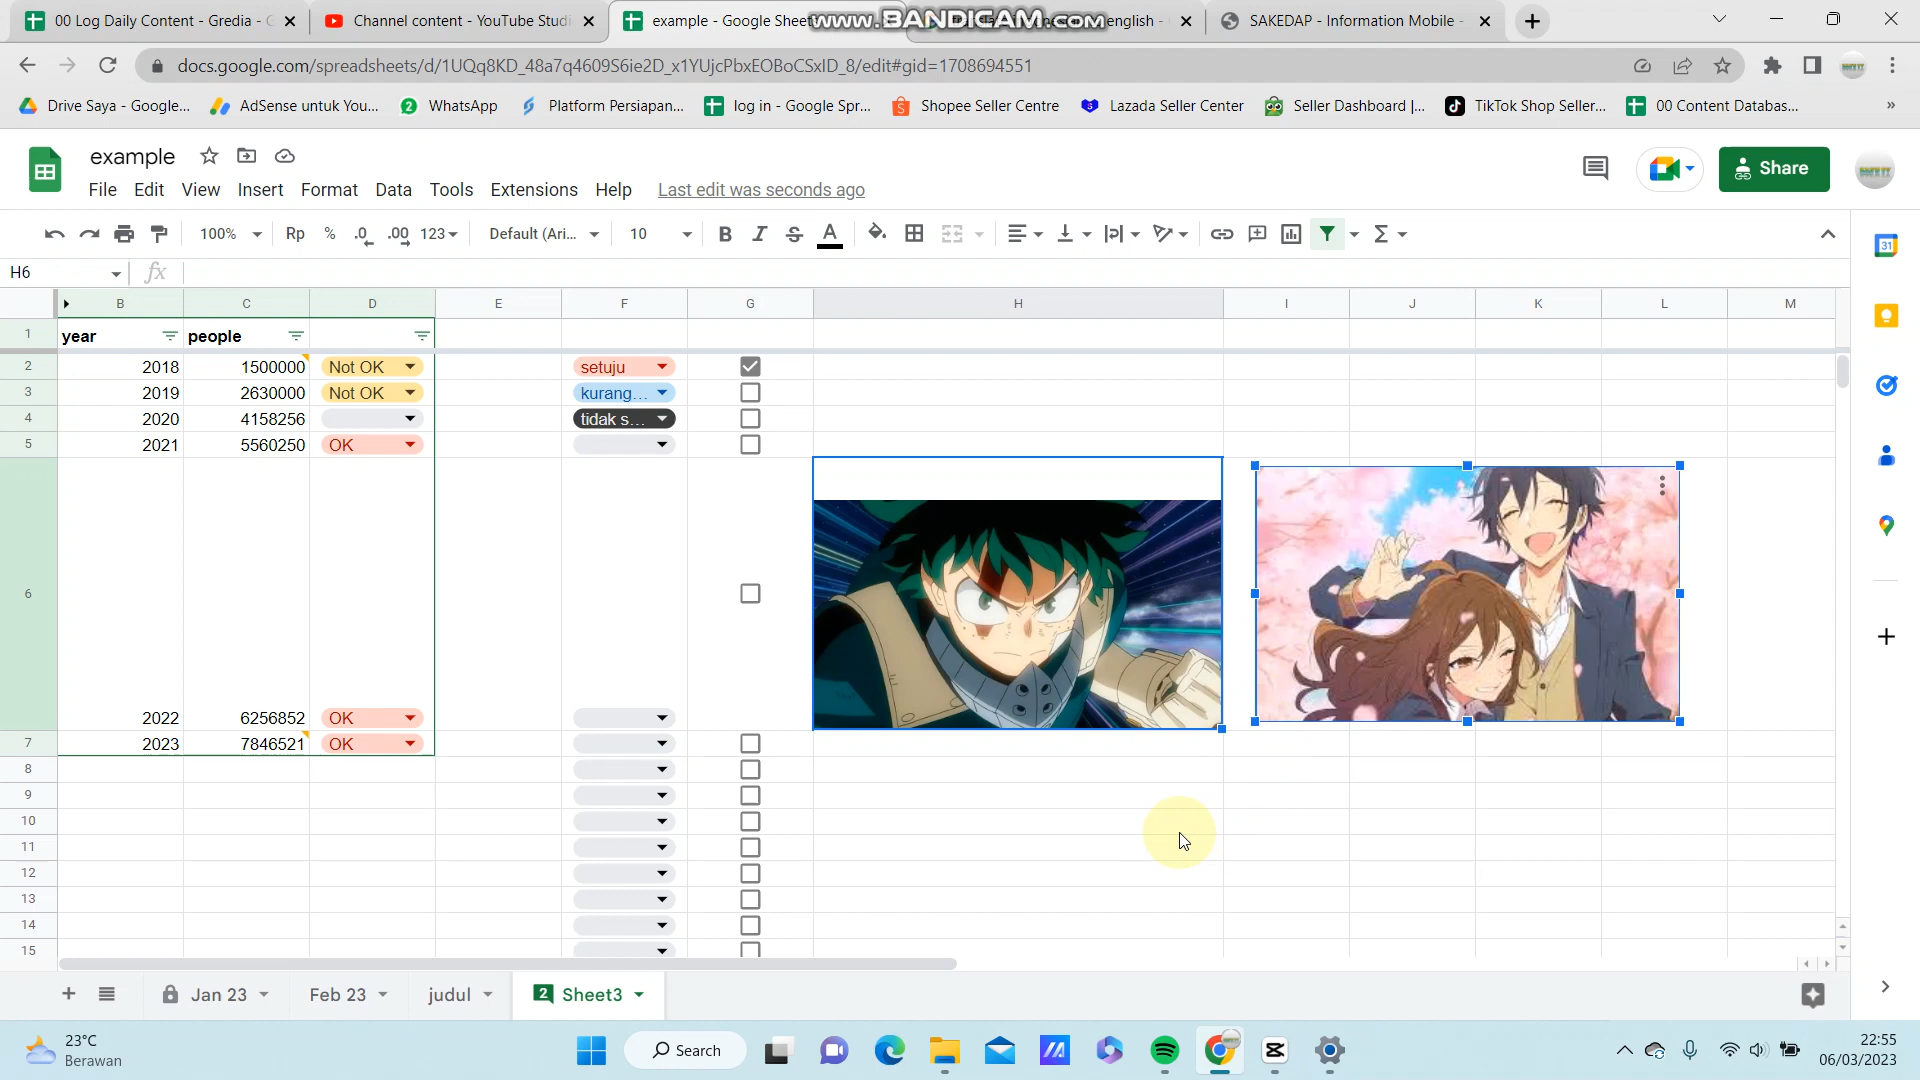 00 Log Daily Content - Gredia - G
Channel content - YouTube Studi
example - Google Sheet
www.BANDICAM.com
english -
SAKEDAP - Information Mobile -
docs.google.com/spreadsheets/d/1UQq8KD_48a7q4609S6ie2D_x1YUjcPbxEOBoCSxID_8/edit#gid=1708694551
Drive Saya - Google...
AdSense untuk You...
WhatsApp
Platform Persiapan...
log in - Google Spr...
Shopee Seller Centre
Lazada Seller Center
Seller Dashboard |...
TikTok Shop Seller...
00 Content Databas...
»
example
File Edit View Insert Format Data Tools Extensions Help Last edit was seconds ago
Share
100% Rp % .0 .00 123 Default (Ari... 10 B I S A Σ
H6 fx
B C D E F G H I J K L M
1 year people
2 2018 1500000 Not OK setuju
3 2019 2630000 Not OK kurang...
4 2020 4158256 tidak s...
5 2021 5560250 OK
6 2022 6256852 OK
7 2023 7846521 OK
8
9
10
11
12
13
14
15
31
Jan 23 Feb 23 judul 2 Sheet3
23°C
Berawan
Search
22:55
06/03/2023